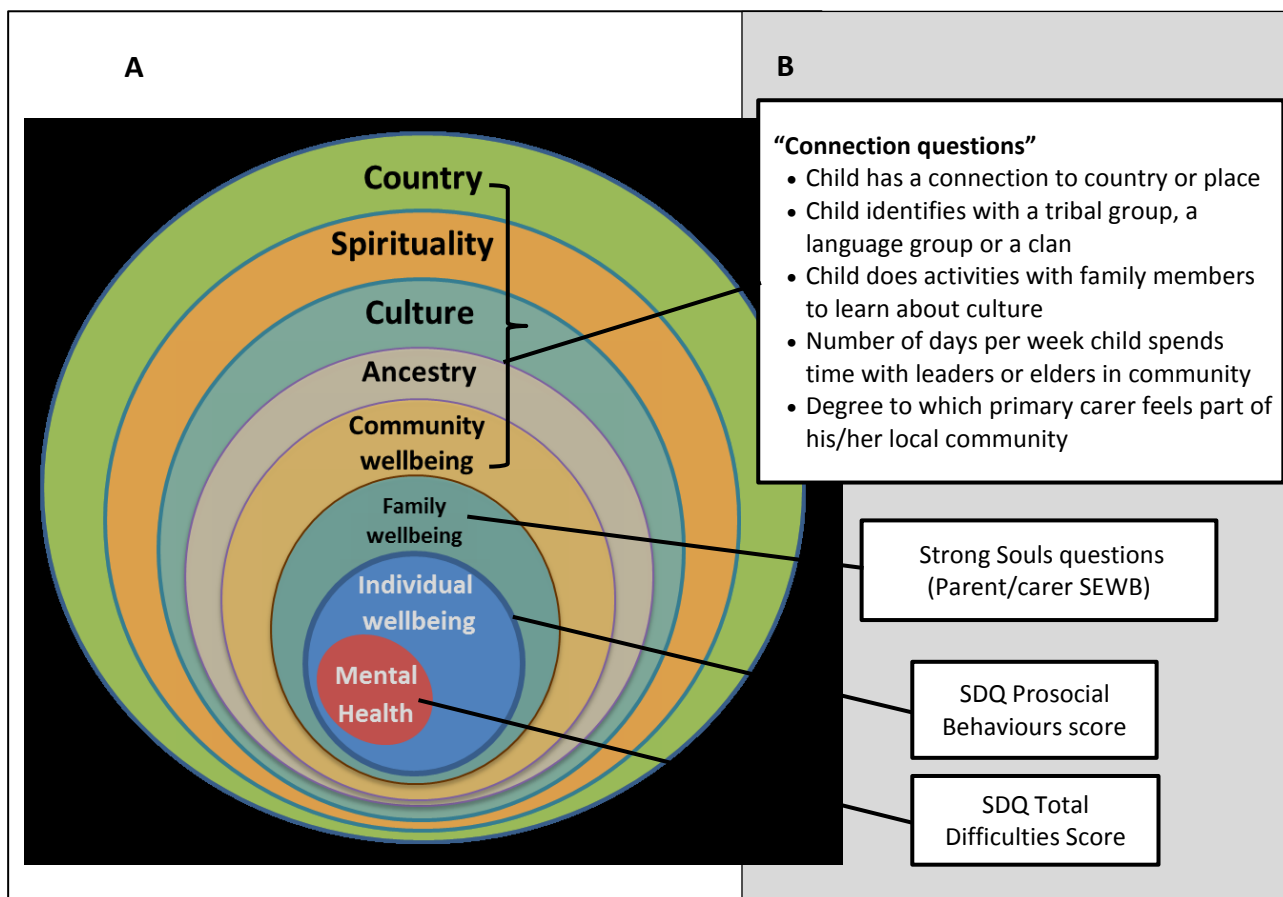 A
Country
Spirituality
Culture
Ancestry
Community
wellbeing
Family
wellbeing
Individual
wellbeing
Mental
Health
B
“Connection questions”
• Child has a connection to country or place
• Child identifies with a tribal group, a
language group or a clan
• Child does activities with family members
to learn about culture
• Number of days per week child spends
time with leaders or elders in community
• Degree to which primary carer feels part of
his/her local community
Strong Souls questions
(Parent/carer SEWB)
SDQ Prosocial
Behaviours score
SDQ Total
Difficulties Score